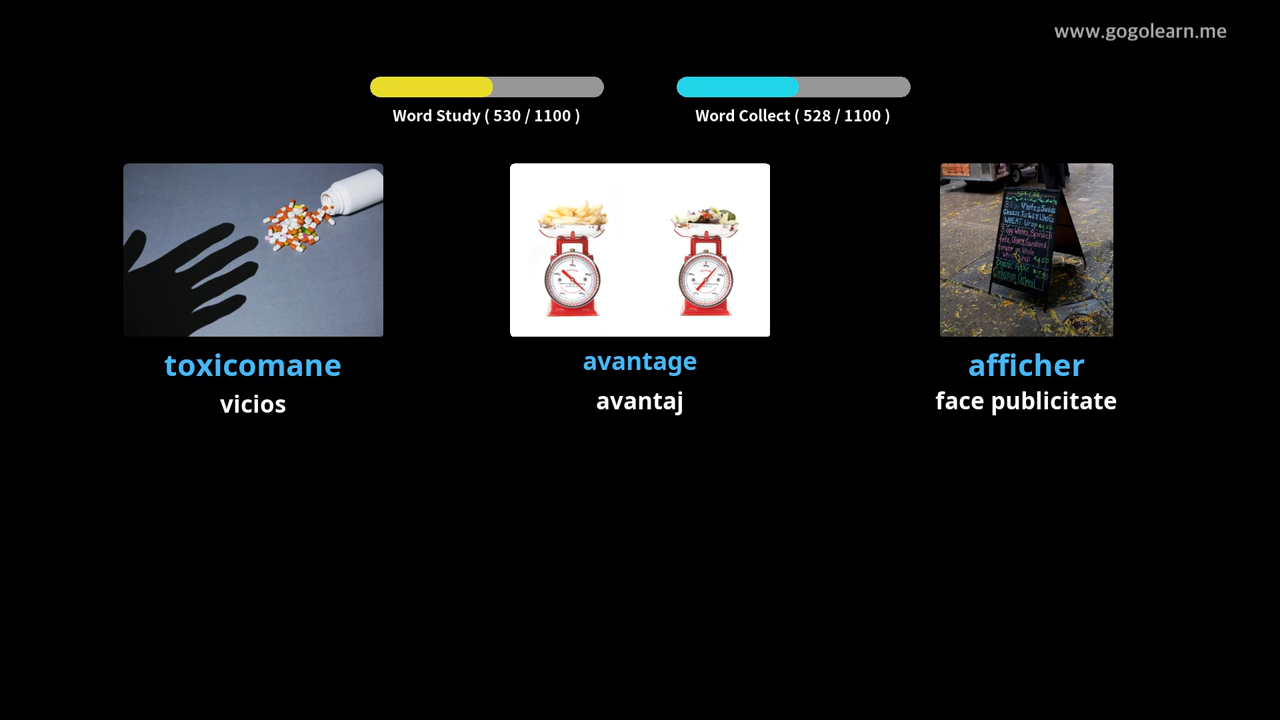 www.gogolearn.me
Word Study ( 530 / 1100 )
Word Collect ( 528 / 1100 )
toxicomane
vicios
avantage
avantaj
afficher
face publicitate